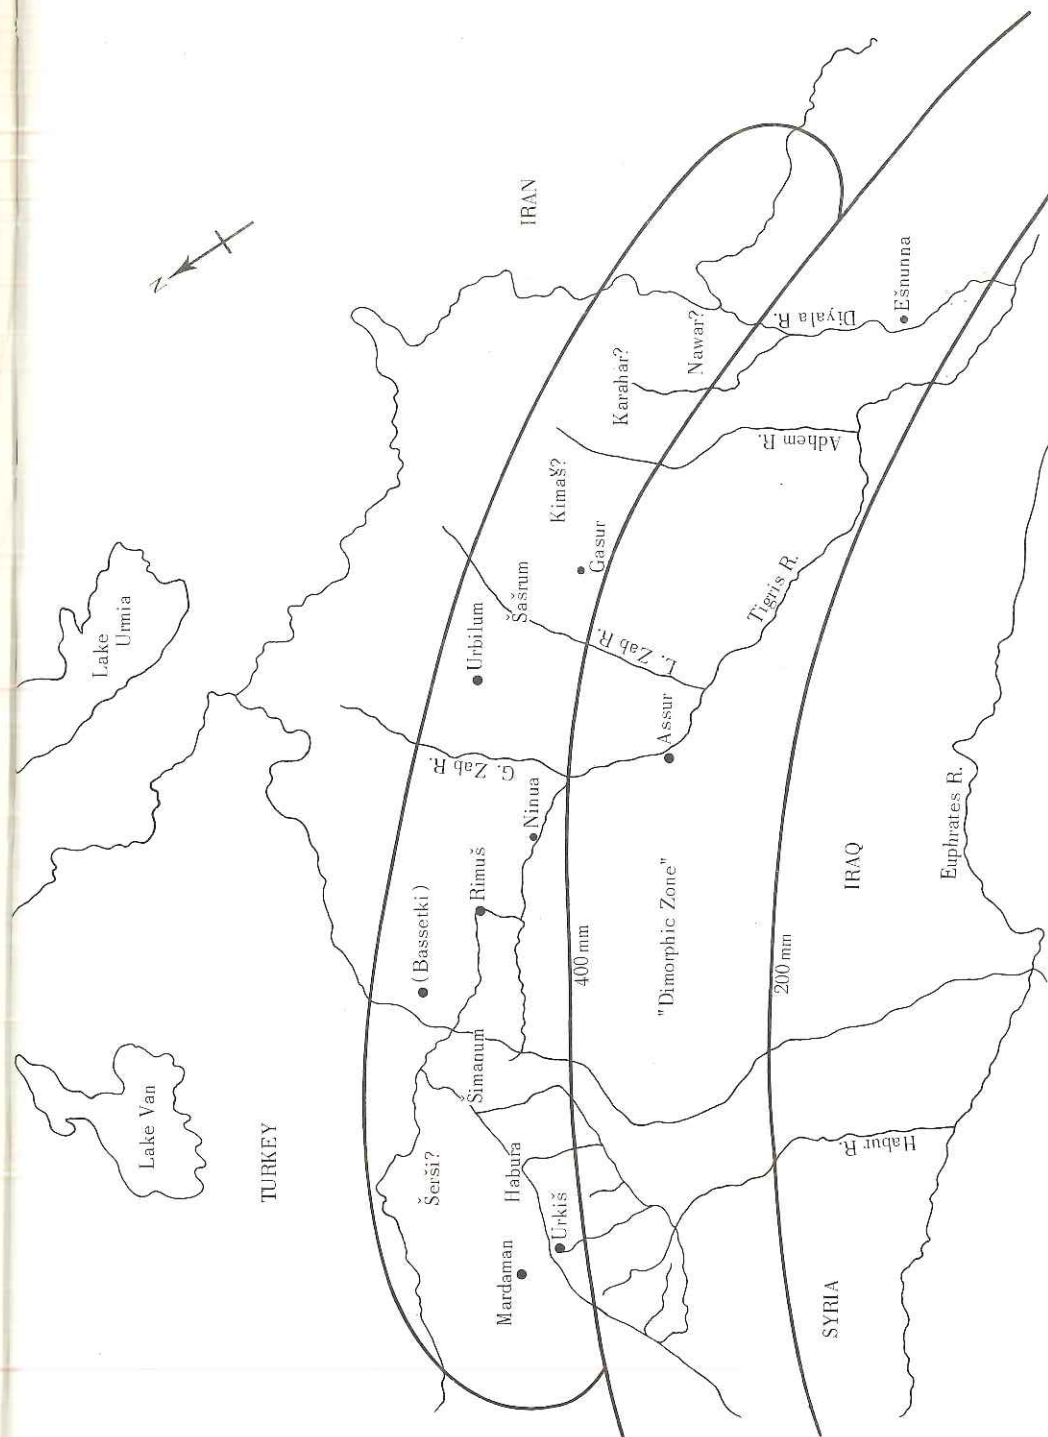 Lake
Urmia
Lake Van
TURKEY
IRAN
N
(Bassetki)
Rimuš
Ninua
G. Zab R.
Urbilum
Šašrum
L. Zab R.
Kimaš?
Gasur
Karahar?
Nawar?
Diyala R.
Ešnunna
Adhem R.
Tigris R.
Assur
Šerši?
Šimanum
Habura
Mardaman
Urkiš
400 mm
"Dimorphic Zone"
200 mm
IRAQ
Euphrates R.
Habur R.
SYRIA